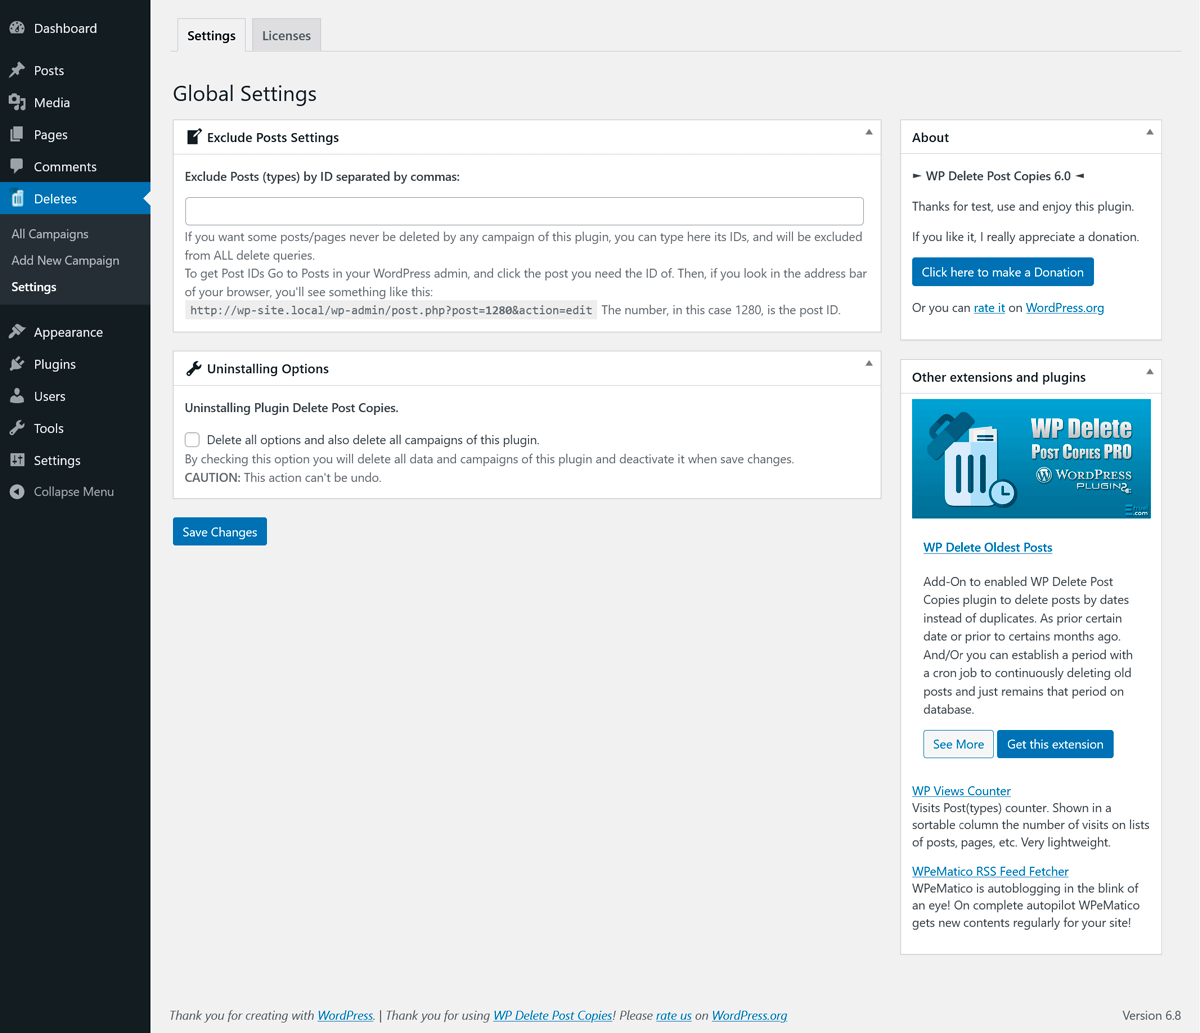 Dashboard
Posts
Media
Pages
Comments
Deletes
All Campaigns
Add New Campaign
Settings
Appearance
Plugins
Users
Tools
Settings
Collapse Menu
Settings
Licenses
Global Settings
Exclude Posts Settings
Exclude Posts (types) by ID separated by commas:
If you want some posts/pages never be deleted by any campaign of this plugin, you can type here its IDs, and will be excluded
from ALL delete queries.
To get Post IDs Go to Posts in your WordPress admin, and click the post you need the ID of. Then, if you look in the address bar
of your browser, you'll see something like this:
http://wp-site.local/wp-admin/post.php?post=1280&action=edit The number, in this case 1280, is the post ID.
Uninstalling Options
Uninstalling Plugin Delete Post Copies.
Delete all options and also delete all campaigns of this plugin.
By checking this option you will delete all data and campaigns of this plugin and deactivate it when save changes.
CAUTION: This action can't be undo.
Save Changes
About
► WP Delete Post Copies 6.0 ◄
Thanks for test, use and enjoy this plugin.
If you like it, I really appreciate a donation.
Click here to make a Donation
Or you can rate it on WordPress.org
Other extensions and plugins
WP Delete
Post Copies PRO
WordPress
PLUGIN
.com
WP Delete Oldest Posts
Add-On to enabled WP Delete Post
Copies plugin to delete posts by dates
instead of duplicates. As prior certain
date or prior to certains months ago.
And/Or you can establish a period with
a cron job to continuously deleting old
posts and just remains that period on
database.
See More
Get this extension
WP Views Counter
Visits Post(types) counter. Shown in a
sortable column the number of visits on lists
of posts, pages, etc. Very lightweight.
WPeMatico RSS Feed Fetcher
WPeMatico is autoblogging in the blink of
an eye! On complete autopilot WPeMatico
gets new contents regularly for your site!
Thank you for creating with WordPress. | Thank you for using WP Delete Post Copies! Please rate us on WordPress.org
Version 6.8